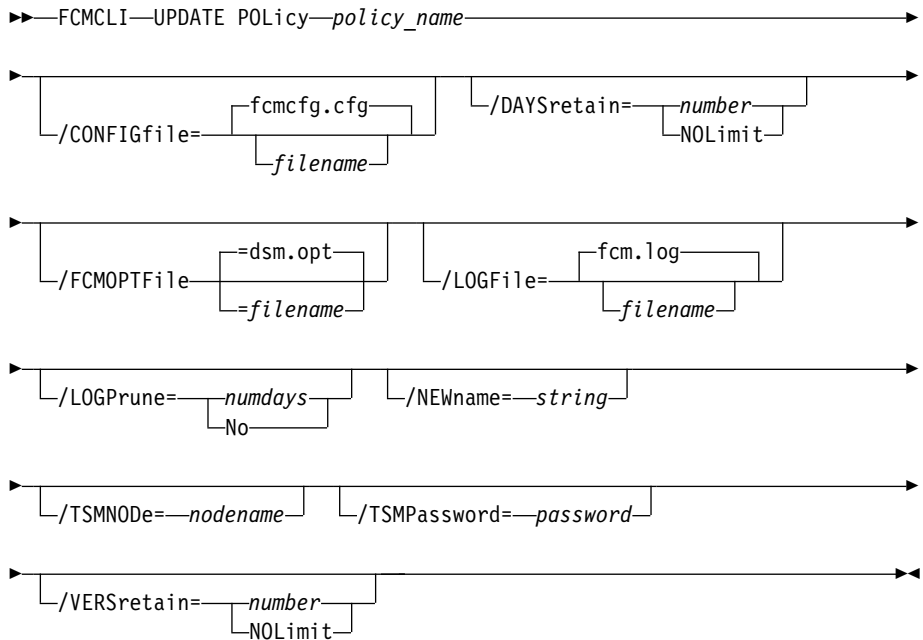 FCMCLI UPDATE POLicy policy_name
/CONFIGfile= fcmcfg.cfg filename /DAYSretain= number NOLimit
/FCMOPTFile =dsm.opt =filename /LOGFile= fcm.log filename
/LOGPrune= numdays No /NEWname= string
/TSMNODe= nodename /TSMPassword= password
/VERSretain= number NOLimit